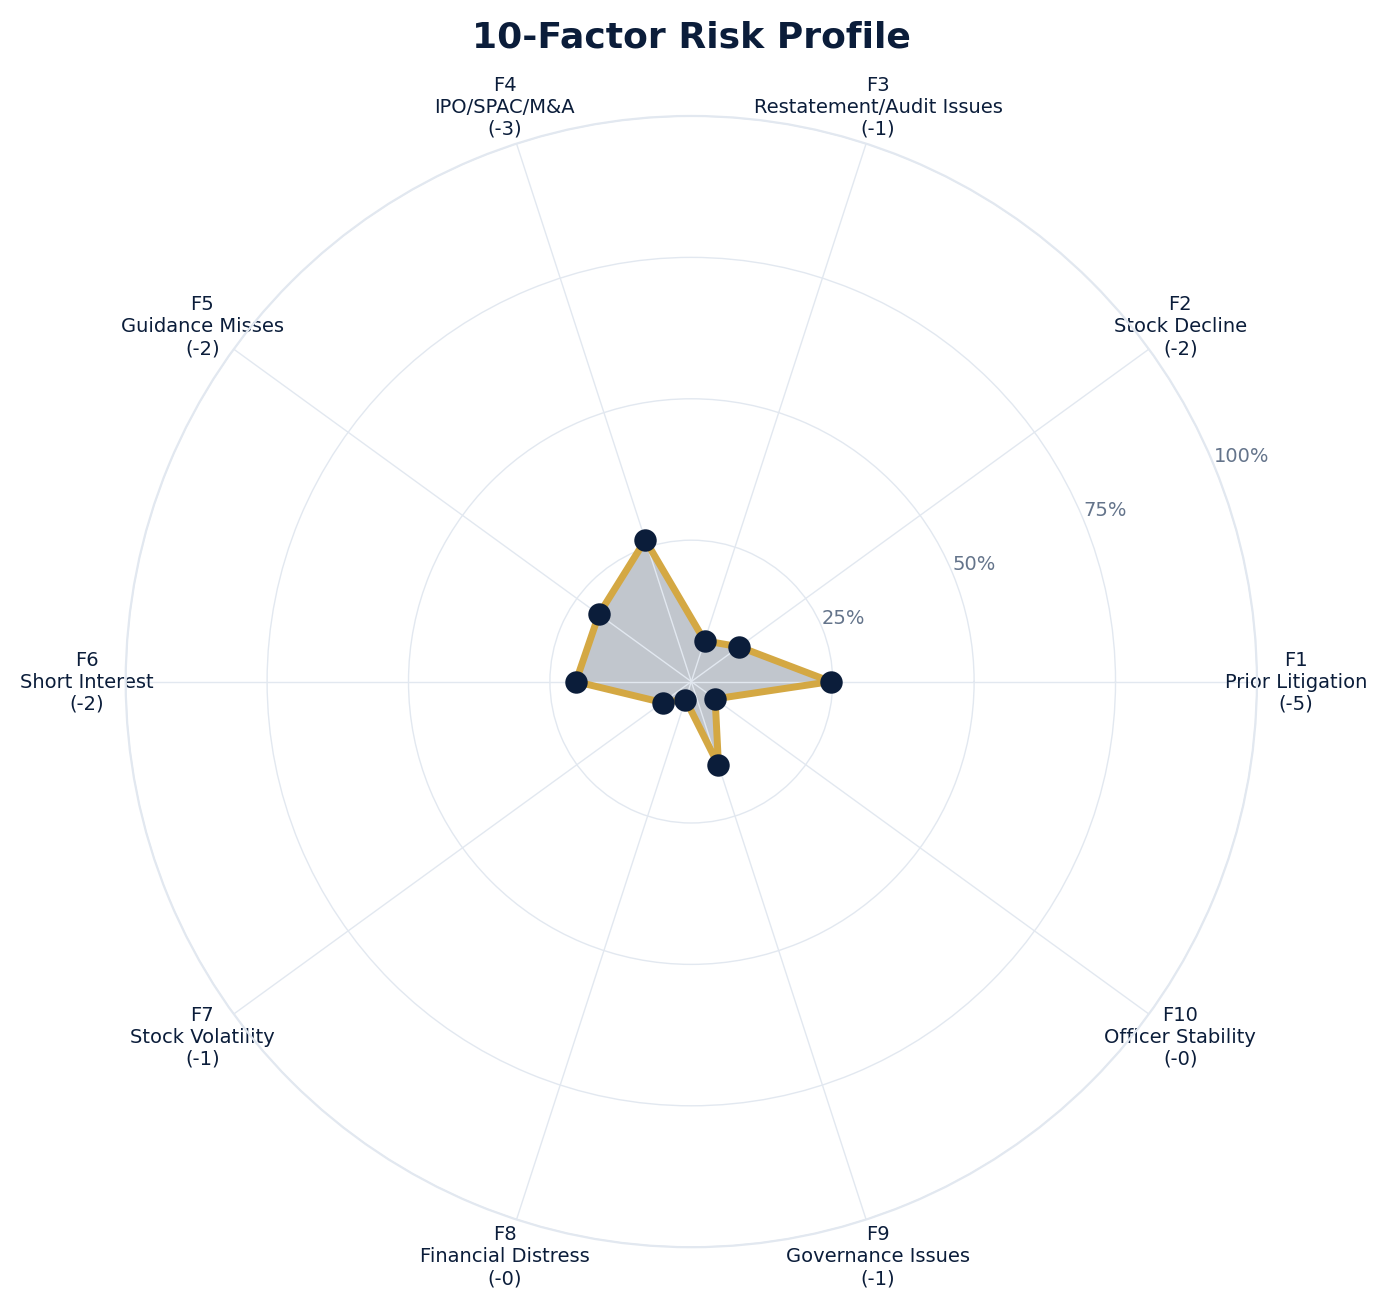 10-Factor Risk Profile
F4
IPO/SPAC/M&A
(-3)
F3
Restatement/Audit Issues
(-1)
F5
Guidance Misses
(-2)
F2
Stock Decline
(-2)
100%
75%
50%
25%
F6
Short Interest
(-2)
F1
Prior Litigation
(-5)
F7
Stock Volatility
(-1)
F10
Officer Stability
(-0)
F8
Financial Distress
(-0)
F9
Governance Issues
(-1)